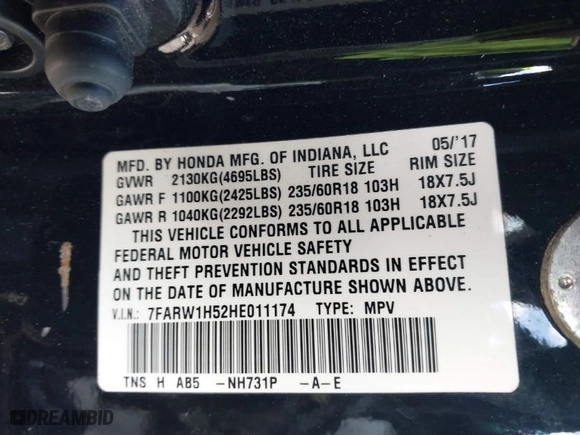 MFD. BY HONDA MFG. OF INDIANA, LLC 05/'17
GVWR 2130KG(4695LBS) TIRE SIZE RIM SIZE
GAWR F 1100KG(2425LBS) 235/60R18 103H 18X7.5J
GAWR R 1040KG(2292LBS) 235/60R18 103H 18X7.5J
THIS VEHICLE CONFORMS TO ALL APPLICABLE
FEDERAL MOTOR VEHICLE SAFETY
AND THEFT PREVENTION STANDARDS IN EFFECT
ON THE DATE OF MANUFACTURE SHOWN ABOVE.
V.I.N.: 7FARW1H52HE011174 TYPE: MPV
TNS H AB5 -NH731P -A-E
DREAMBID